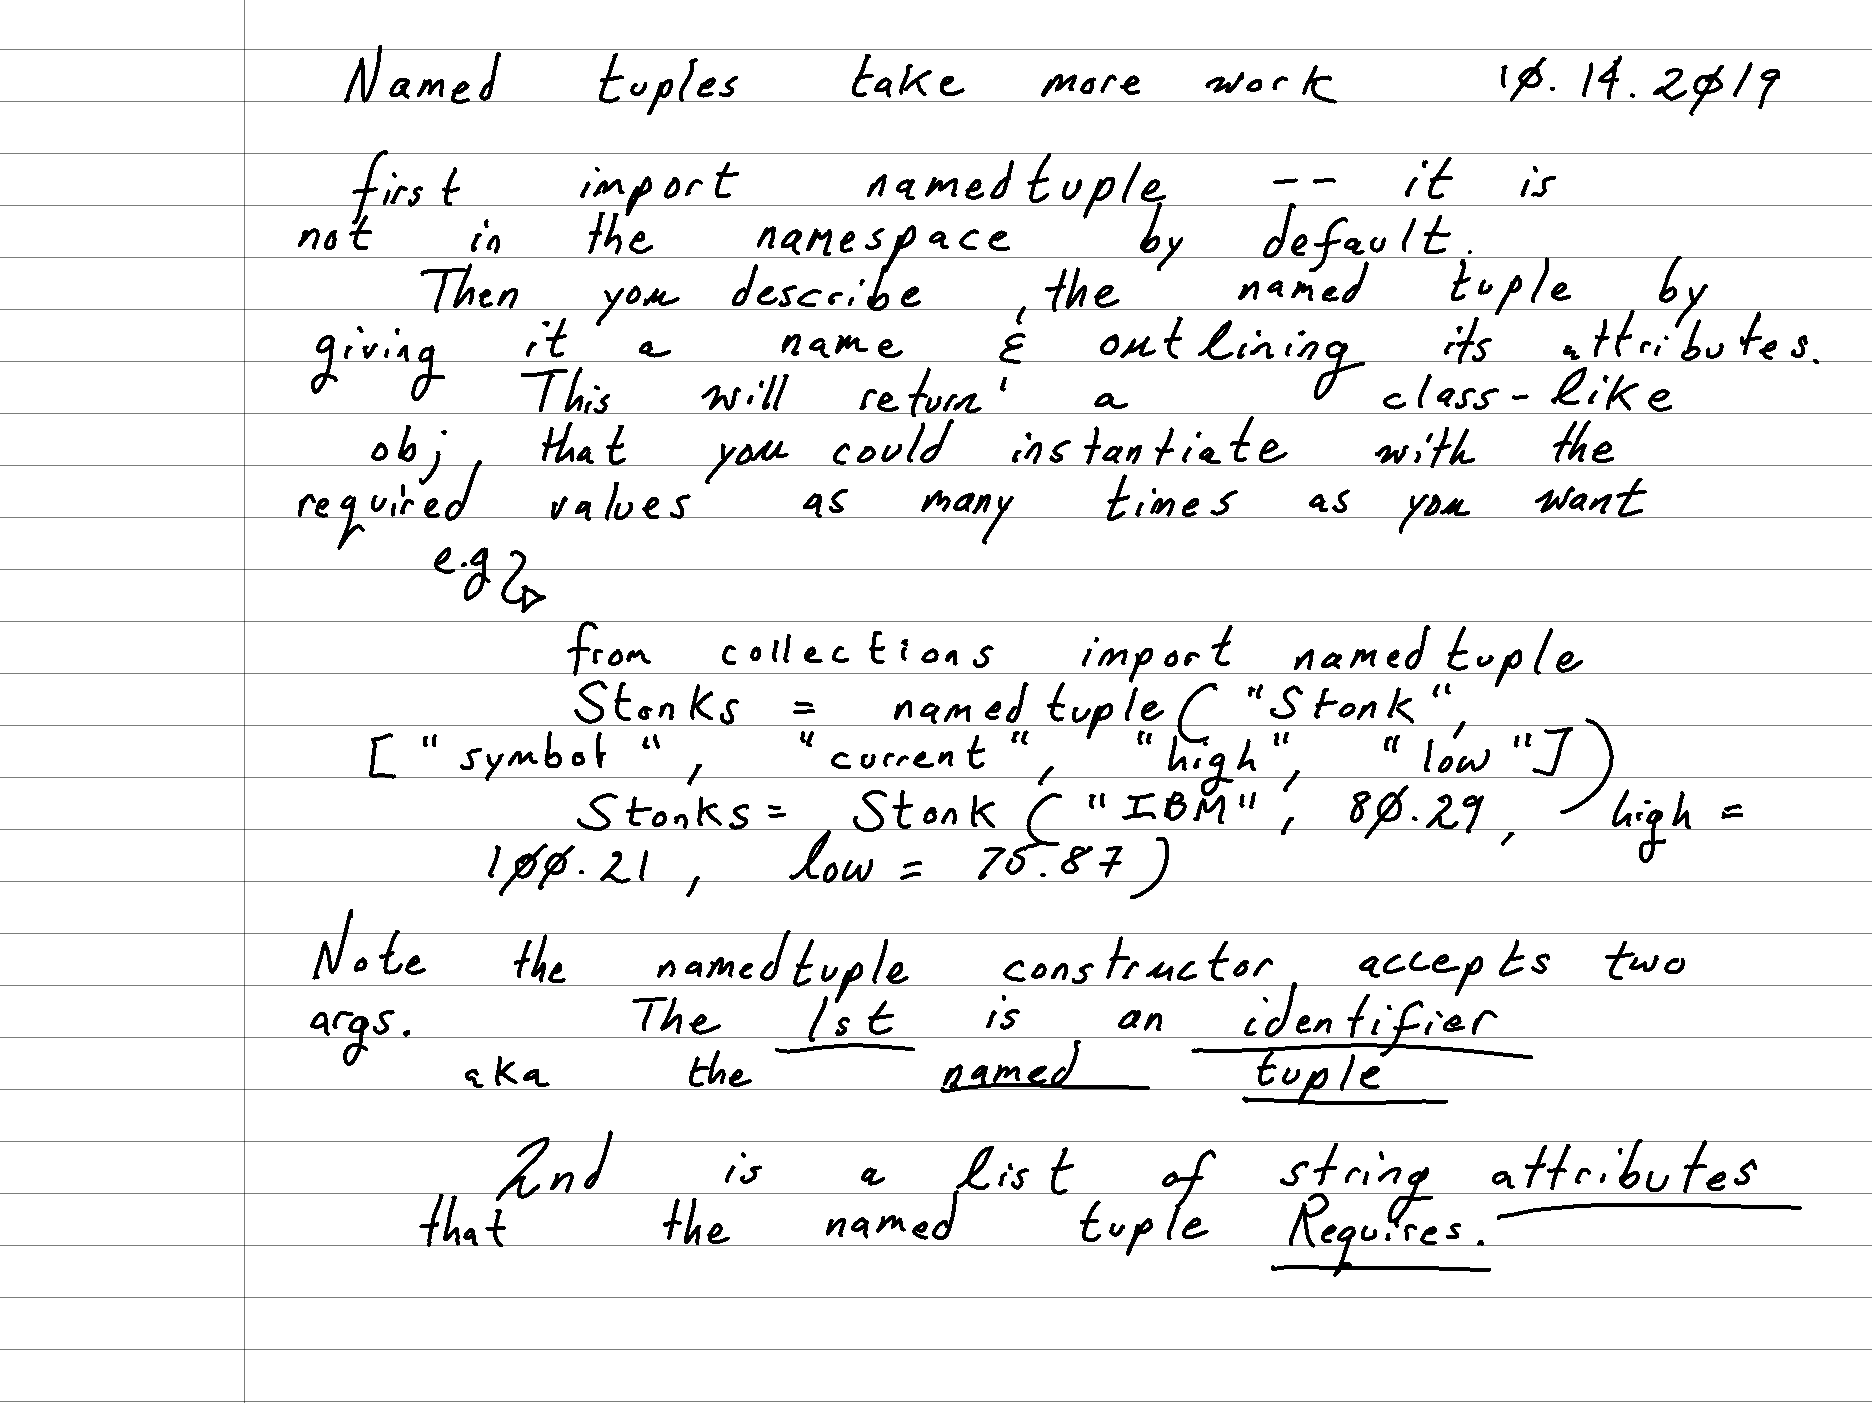 Named tuples take more work 10.14.2019
first import namedtuple -- it is
not in the namespace by default.
Then you describe the named tuple by
giving it a name & outlining its attributes.
This will return a class-like
obj, that you could instantiate with the
required values as many times as you want
e.g
from collections import namedtuple
Stonks = namedtuple( "Stonk",
["symbol", "current", "high", "low"])
Stonks = Stonk ("IBM", 80.29, high =
100.21, low = 75.87)
Note the namedtuple constructor accepts two
args. The 1st is an identifier
aka the named tuple
2nd is a list of string attributes
that the named tuple Requires.